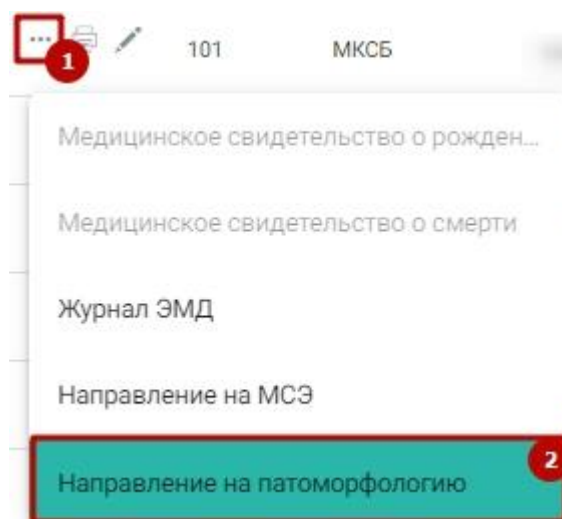 ... 101 МКСБ
1
Медицинское свидетельство о рожден...
Медицинское свидетельство о смерти
Журнал ЭМД
Направление на МСЭ
2
Направление на патоморфологию